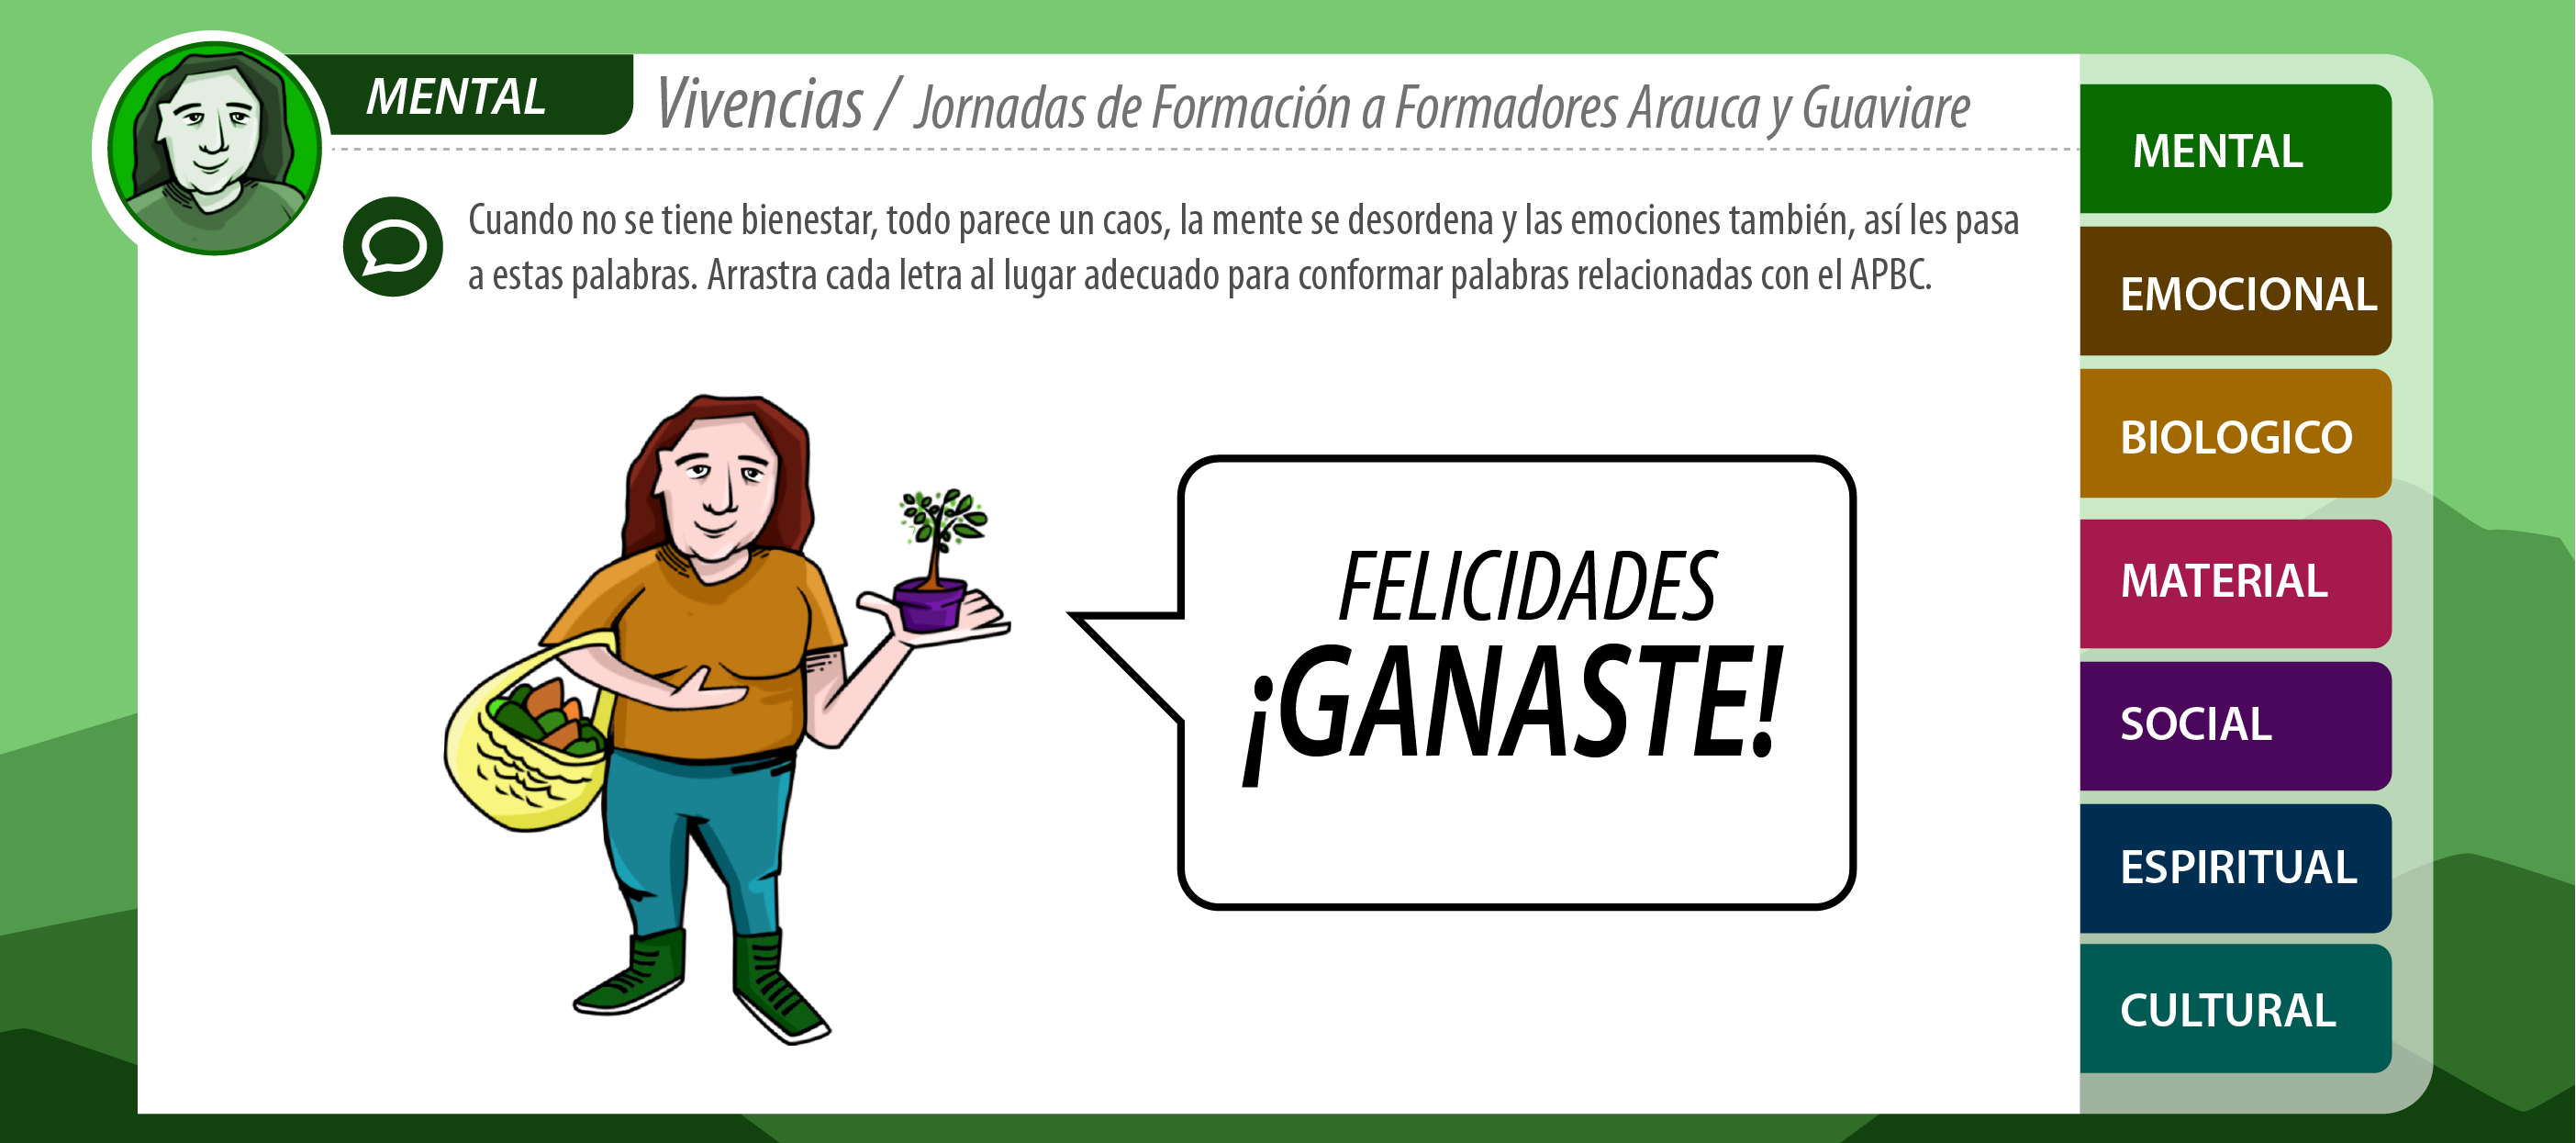 MENTAL
Vivencias / Jornadas de Formación a Formadores Arauca y Guaviare
Cuando no se tiene bienestar, todo parece un caos, la mente se desordena y las emociones también, así les pasa
a estas palabras. Arrastra cada letra al lugar adecuado para conformar palabras relacionadas con el APBC.
FELICIDADES
¡GANASTE!
MENTAL
EMOCIONAL
BIOLOGICO
MATERIAL
SOCIAL
ESPIRITUAL
CULTURAL